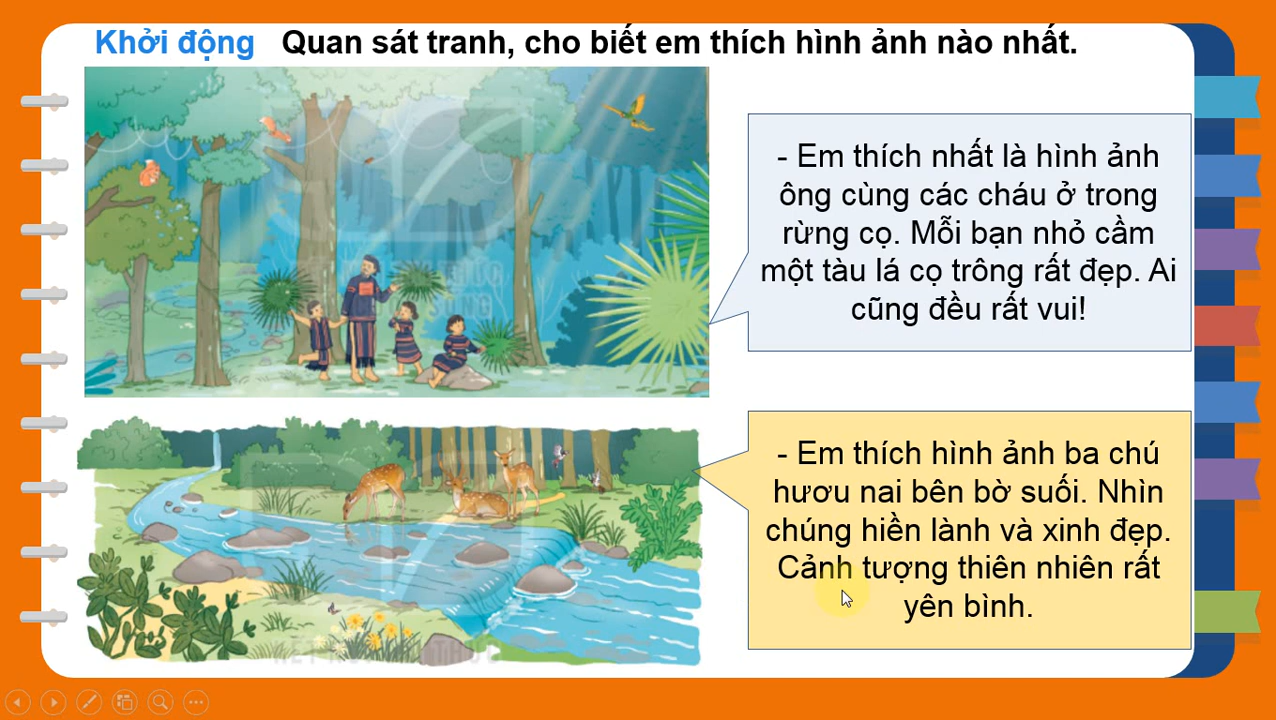 Khởi động Quan sát tranh, cho biết em thích hình ảnh nào nhất.
- Em thích nhất là hình ảnh
ông cùng các cháu ở trong
rừng cọ. Mỗi bạn nhỏ cầm
một tàu lá cọ trông rất đẹp. Ai
cũng đều rất vui!
- Em thích hình ảnh ba chú
hươu nai bên bờ suối. Nhìn
chúng hiền lành và xinh đẹp.
Cảnh tượng thiên nhiên rất
yên bình.